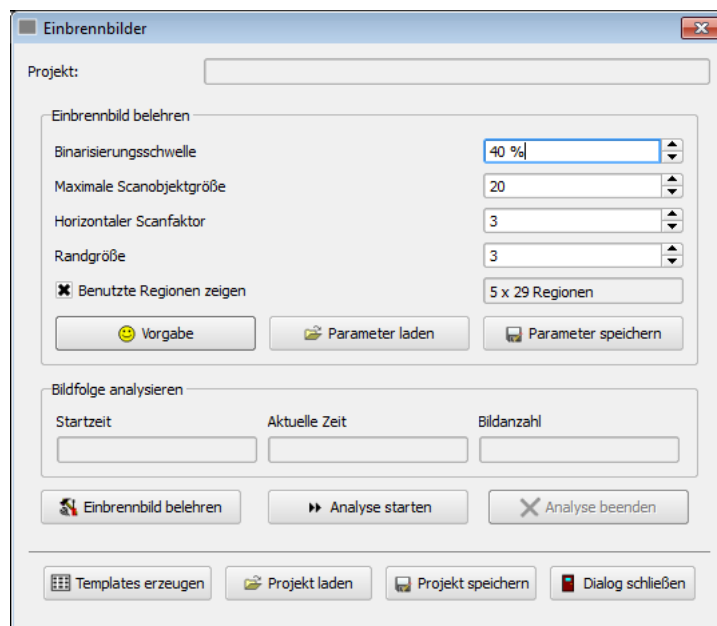 Einbrennbilder
Projekt:
Einbrennbild belehren
Binarisierungsschwelle 40 %
Maximale Scanobjektgröße 20
Horizontaler Scanfaktor 3
Randgröße 3
Benutzte Regionen zeigen 5 x 29 Regionen
Vorgabe Parameter laden Parameter speichern
Bildfolge analysieren
Startzeit Aktuelle Zeit Bildanzahl
Einbrennbild belehren Analyse starten Analyse beenden
Templates erzeugen Projekt laden Projekt speichern Dialog schließen